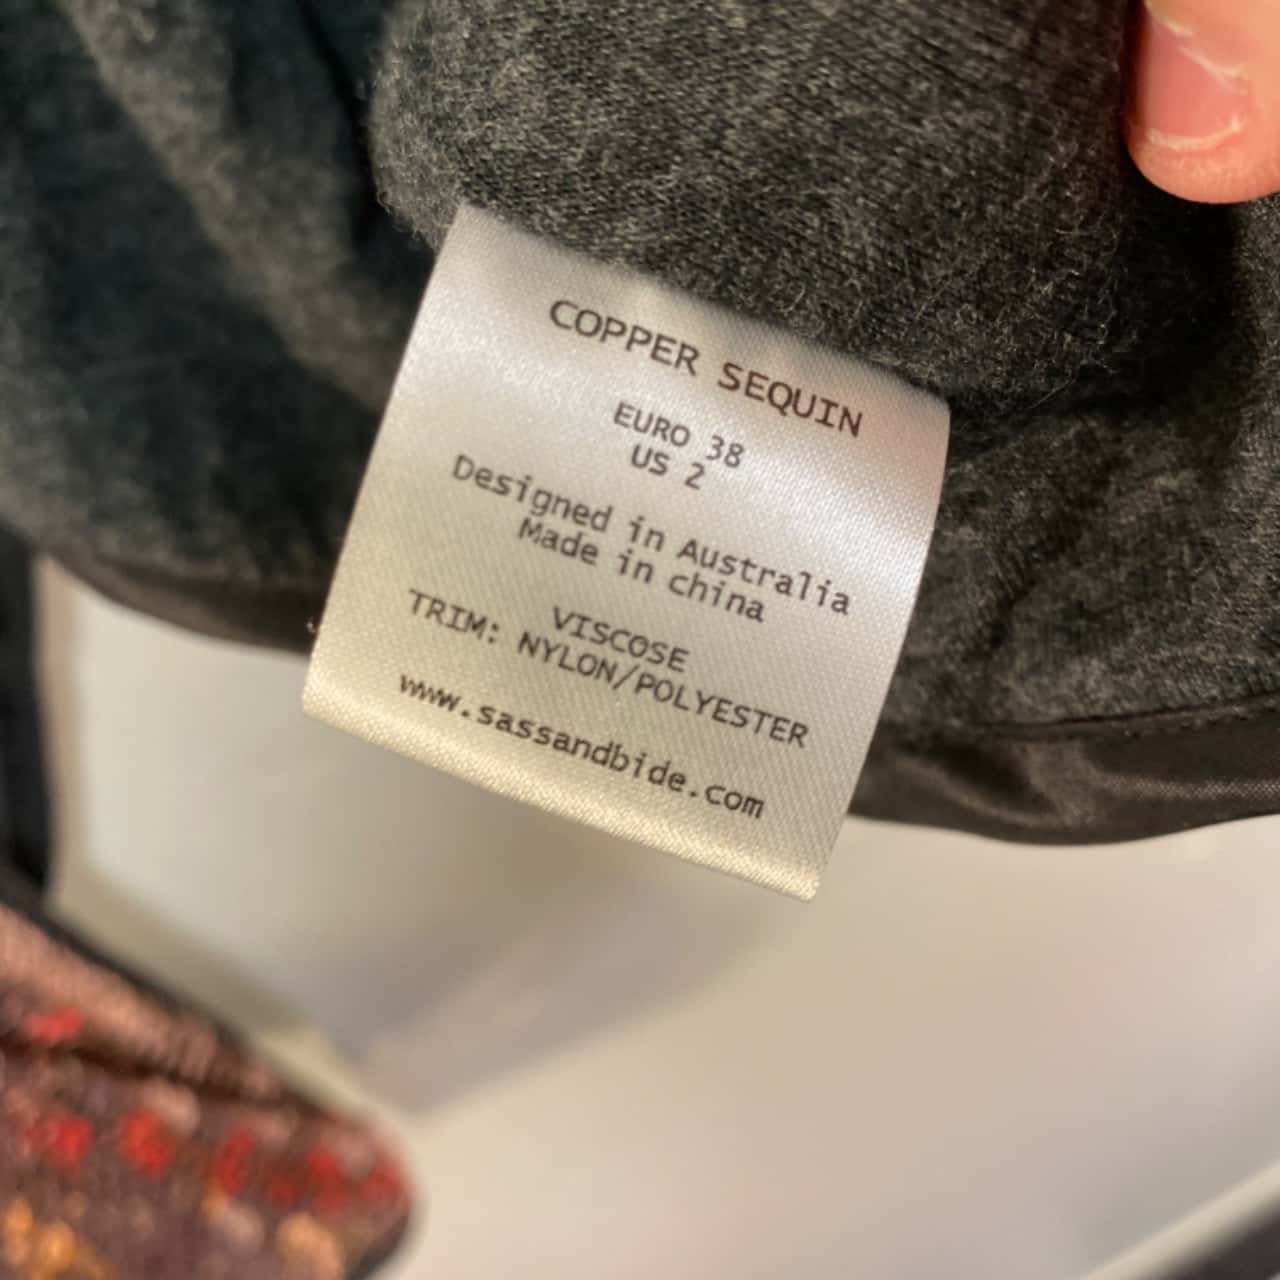 COPPER SEQUIN
EURO 38
US 2
Designed in Australia
Made in china
VISCOSE
TRIM: NYLON/POLYESTER
www.sassandbide.com